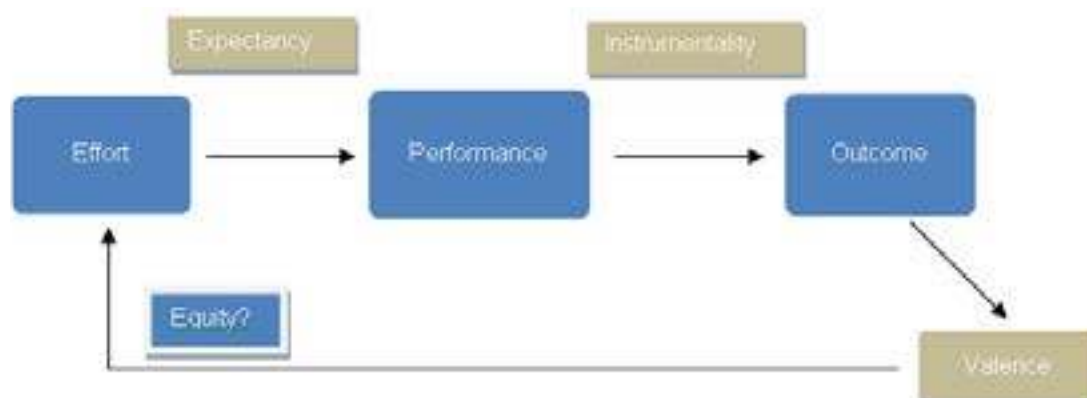 Expectancy
Instrumentality
Effort
Performance
Outcome
Equity?
Valence